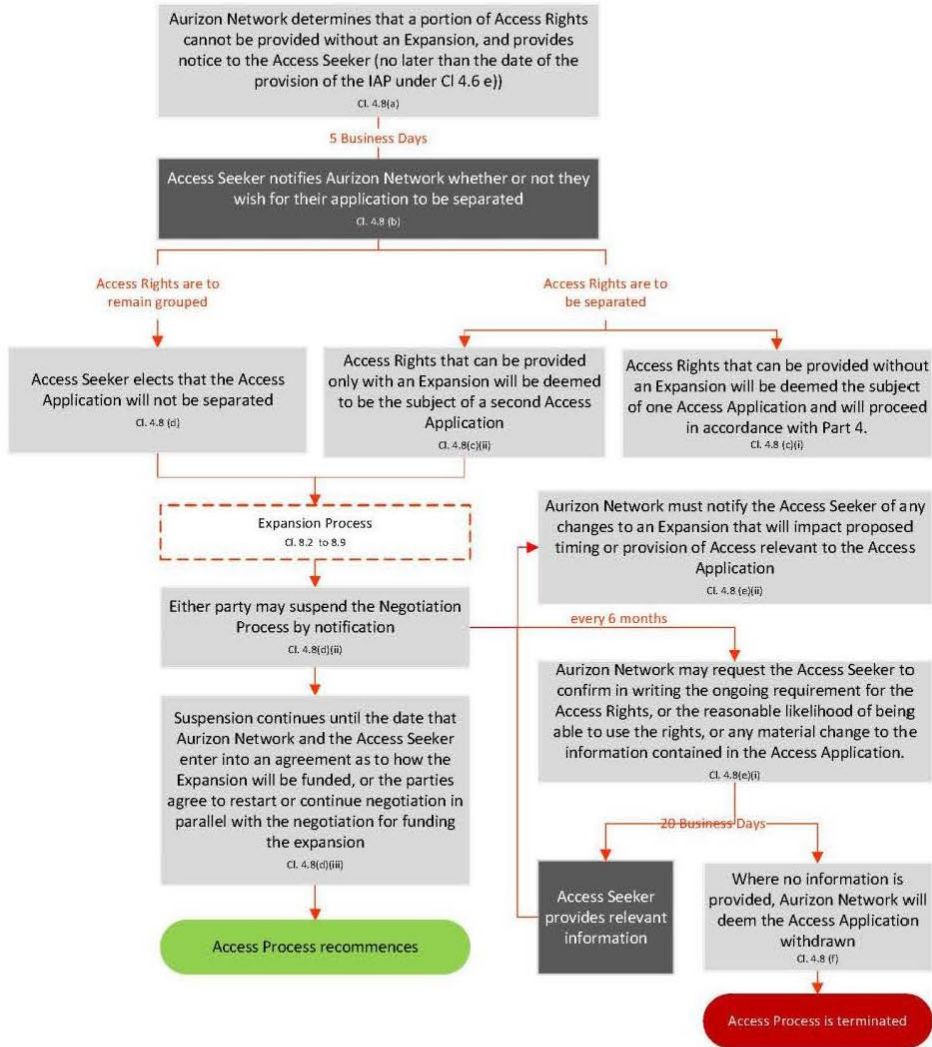 Aurizon Network determines that a portion of Access Rights
cannot be provided without an Expansion, and provides
notice to the Access Seeker (no later than the date of the
provision of the IAP under Cl 4.6 e))
Cl. 4.8(a)
5 Business Days
Access Seeker notifies Aurizon Network whether or not they
wish for their application to be separated
Cl. 4.8 (b)
Access Rights are to
remain grouped
Access Rights are to
be separated
Access Seeker elects that the Access
Application will not be separated
Cl. 4.8 (d)
Access Rights that can be provided
only with an Expansion will be deemed
to be the subject of a second Access
Application
Cl. 4.8(c)(ii)
Access Rights that can be provided without
an Expansion will be deemed the subject
of one Access Application and will proceed
in accordance with Part 4.
Cl. 4.8 (c)(i)
Expansion Process
Cl. 8.2 to 8.9
Aurizon Network must notify the Access Seeker of any
changes to an Expansion that will impact proposed
timing or provision of Access relevant to the Access
Application
Cl. 4.8 (e)(ii)
Either party may suspend the Negotiation
Process by notification
Cl. 4.8(d)(ii)
every 6 months
Aurizon Network may request the Access Seeker to
confirm in writing the ongoing requirement for the
Access Rights, or the reasonable likelihood of being
able to use the rights, or any material change to the
information contained in the Access Application.
Cl. 4.8(e)(i)
Suspension continues until the date that
Aurizon Network and the Access Seeker
enter into an agreement as to how the
Expansion will be funded, or the parties
agree to restart or continue negotiation in
parallel with the negotiation for funding
the expansion
Cl. 4.8(d)(iii)
20 Business Days
Access Seeker
provides relevant
information
Where no information is
provided, Aurizon Network will
deem the Access Application
withdrawn
Cl. 4.8 (f)
Access Process recommences
Access Process is terminated